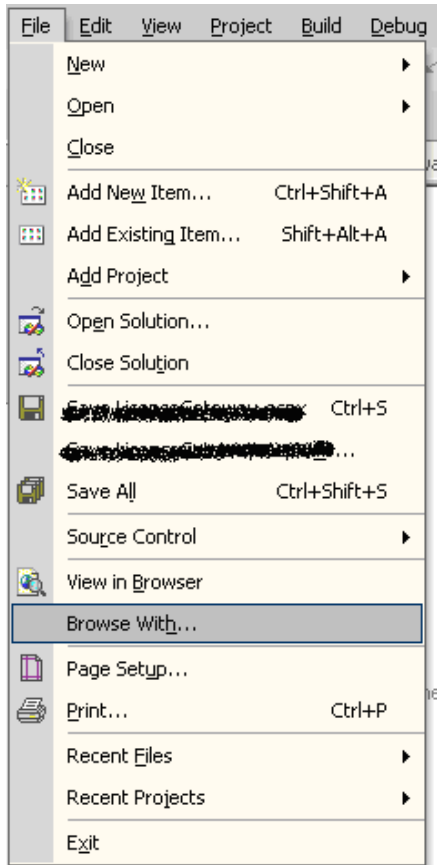 File Edit View Project Build Debug
New
Open
Close
Add New Item... Ctrl+Shift+A
Add Existing Item... Shift+Alt+A
Add Project
Open Solution...
Close Solution
Ctrl+S
...
Save All Ctrl+Shift+S
Source Control
View in Browser
Browse With...
Page Setup...
Print... Ctrl+P
Recent Files
Recent Projects
Exit